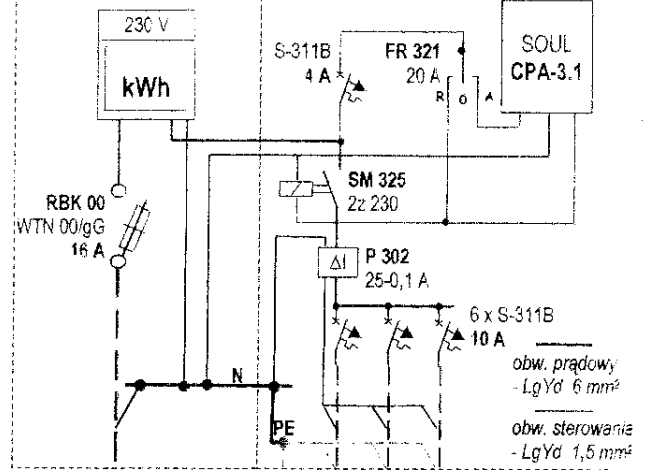 230 V
kWh
S-311B
4 A
FR 321
20 A
R O A
SOUL
CPA-3.1
RBK 00
WTN 00/gG
16 A
SM 325
2z 230
ΔI
P 302
25-0,1 A
6 x S-311B
10 A
N
PE
obw. prądowy
- LgYd 6 mm²
obw. sterowania
- LgYd 1,5 mm²